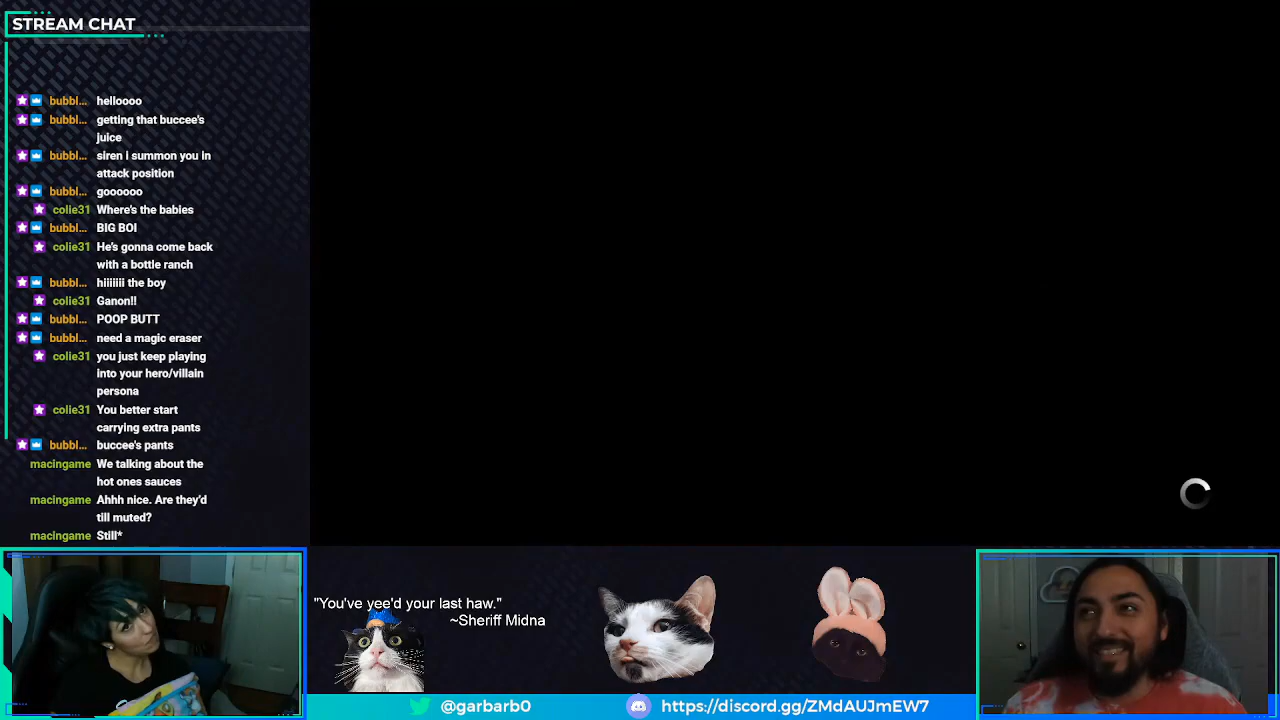 STREAM CHAT
bubbl... helloooo
bubbl... getting that buccee's
juice
bubbl... siren i summon you in
attack position
bubbl... goooooo
colie31 Where's the babies
bubbl... BIG BOI
colie31 He's gonna come back
with a bottle ranch
bubbl... hiiiiiii the boy
colie31 Ganon!!
bubbl... POOP BUTT
bubbl... need a magic eraser
colie31 you just keep playing
into your hero/villain
persona
colie31 You better start
carrying extra pants
bubbl... buccee's pants
macingame We talking about the
hot ones sauces
macingame Ahhh nice. Are they'd
till muted?
macingame Still*
"You've yee'd your last haw."
~Sheriff Midna
@garbarb0
https://discord.gg/ZMdAUJmEW7